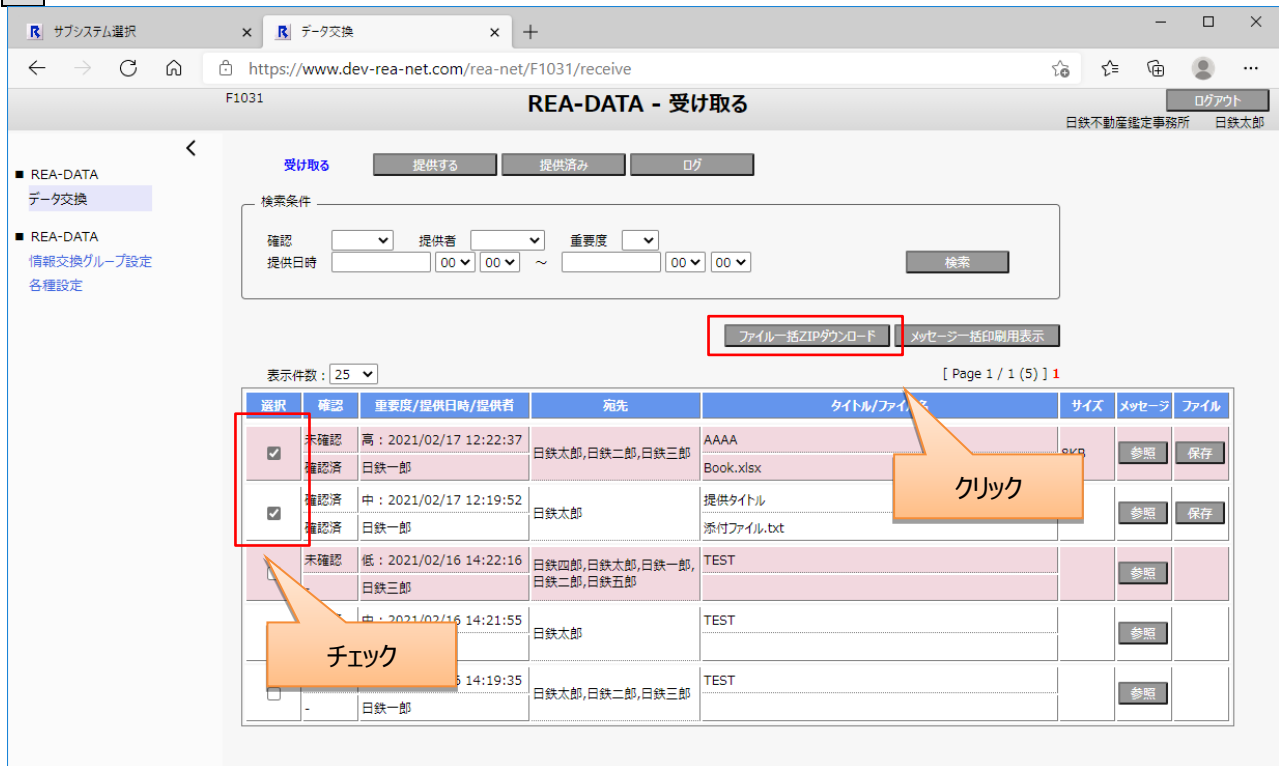 サブシステム選択
データ交換
https://www.dev-rea-net.com/rea-net/F1031/receive
F1031
REA-DATA - 受け取る
ログアウト
日鉄不動産鑑定事務所 日鉄太郎
■ REA-DATA
データ交換
■ REA-DATA
情報交換グループ設定
各種設定
受け取る 提供する 提供済み ログ
検索条件
確認 提供者 重要度
提供日時 00 00 ～ 00 00 検索
ファイル一括ZIPダウンロード メッセージ一括印刷用表示
表示件数：25 [ Page 1 / 1 (5) ] 1
選択 確認 重要度/提供日時/提供者 宛先 タイトル/ファイル名 サイズ メッセージ ファイル
未確認 高：2021/02/17 12:22:37 日鉄太郎,日鉄二郎,日鉄三郎 AAAA 8KB 参照 保存
確認済 日鉄一郎 Book.xlsx
確認済 中：2021/02/17 12:19:52 日鉄太郎 提供タイトル 参照 保存
確認済 日鉄一郎 添付ファイル.txt
クリック
未確認 低：2021/02/16 14:22:16 日鉄四郎,日鉄太郎,日鉄一郎, TEST 参照
- 日鉄三郎 日鉄二郎,日鉄五郎
中：2021/02/16 14:21:55 日鉄太郎 TEST 参照
チェック
14:19:35 日鉄太郎,日鉄二郎,日鉄三郎 TEST 参照
- 日鉄一郎